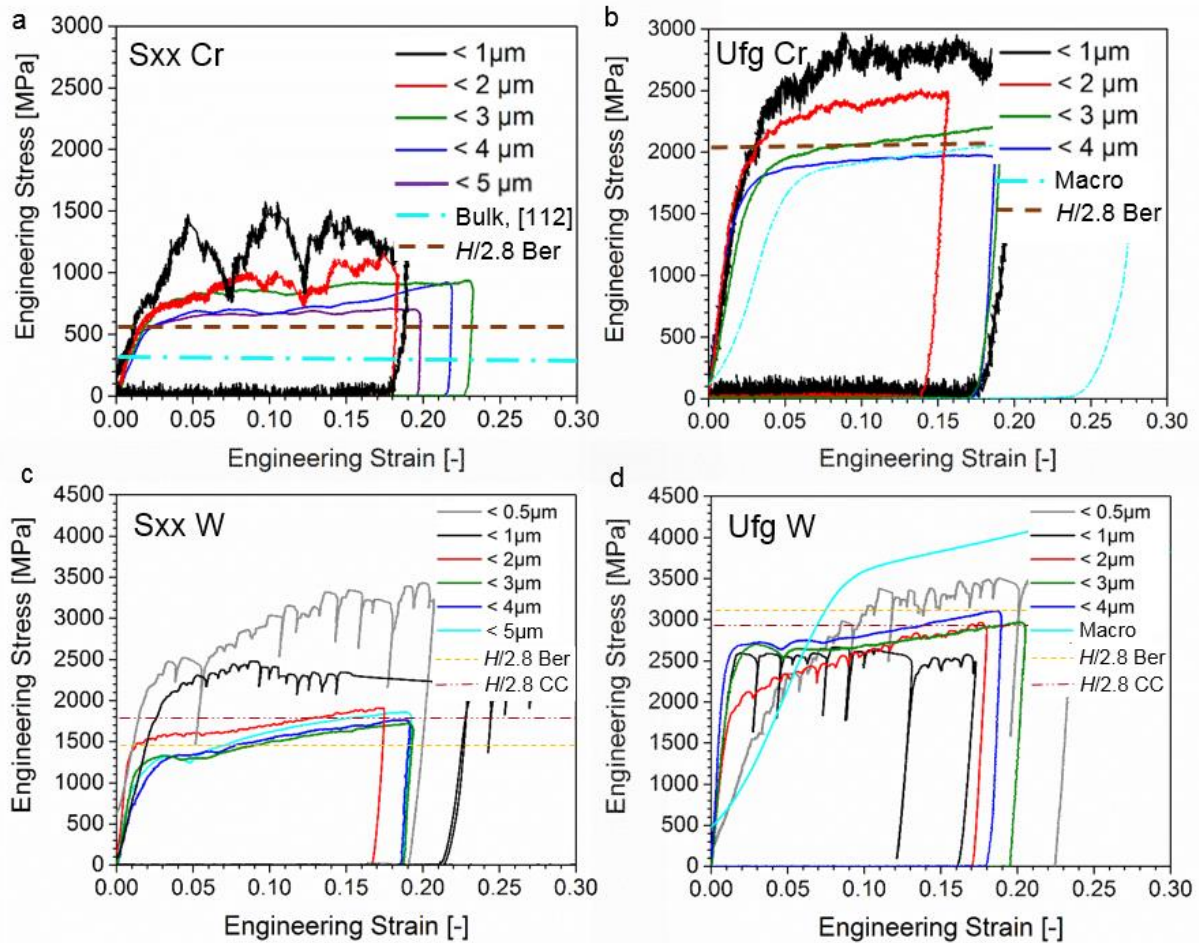 a
Sxx Cr
Engineering Stress [MPa]
3000
2500
2000
1500
1000
500
0
< 1µm
< 2 µm
< 3 µm
< 4 µm
< 5 µm
Bulk, [112]
H/2.8 Ber
0.00 0.05 0.10 0.15 0.20 0.25 0.30
Engineering Strain [-]
b
Ufg Cr
Engineering Stress [MPa]
3000
2500
2000
1500
1000
500
0
< 1µm
< 2 µm
< 3 µm
< 4 µm
Macro
H/2.8 Ber
0.00 0.05 0.10 0.15 0.20 0.25 0.30
Engineering Strain [-]
c
Sxx W
Engineering Stress [MPa]
4500
4000
3500
3000
2500
2000
1500
1000
500
0
< 0.5µm
< 1µm
< 2µm
< 3µm
< 4µm
< 5µm
H/2.8 Ber
H/2.8 CC
0.00 0.05 0.10 0.15 0.20 0.25 0.30
Engineering Strain [-]
d
Ufg W
Engineering Stress [MPa]
4500
4000
3500
3000
2500
2000
1500
1000
500
0
< 0.5µm
< 1µm
< 2µm
< 3µm
< 4µm
Macro
H/2.8 Ber
H/2.8 CC
0.00 0.05 0.10 0.15 0.20 0.25 0.30
Engineering Strain [-]